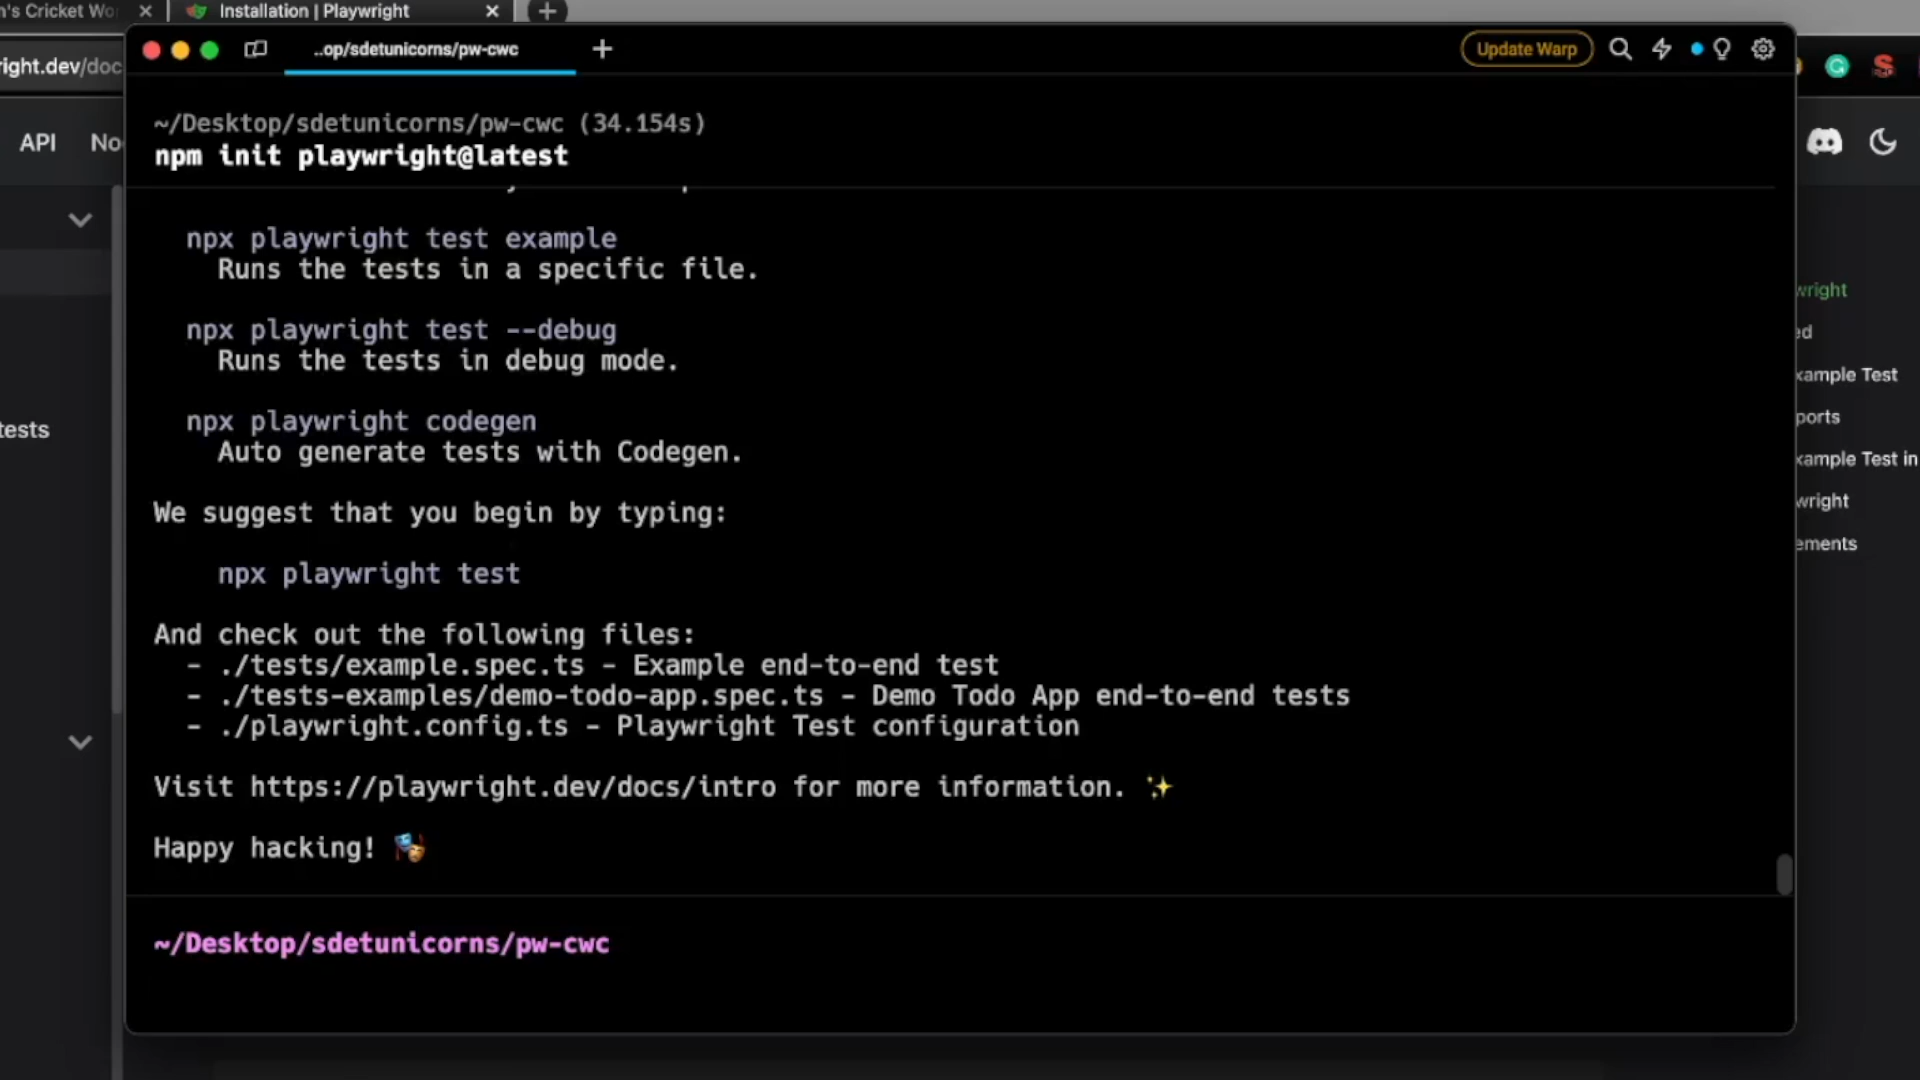 n's Cricket Wo
Installation | Playwright
right.dev/doc
..op/sdetunicorns/pw-cwc
Update Warp
API
No
~/Desktop/sdetunicorns/pw-cwc (34.154s)
npm init playwright@latest
npx playwright test example
Runs the tests in a specific file.
npx playwright test --debug
Runs the tests in debug mode.
npx playwright codegen
Auto generate tests with Codegen.
We suggest that you begin by typing:
npx playwright test
And check out the following files:
- ./tests/example.spec.ts - Example end-to-end test
- ./tests-examples/demo-todo-app.spec.ts - Demo Todo App end-to-end tests
- ./playwright.config.ts - Playwright Test configuration
Visit https://playwright.dev/docs/intro for more information. ✨
Happy hacking! 🎭
~/Desktop/sdetunicorns/pw-cwc
tests
wright
ed
xample Test
ports
xample Test in
wright
ements